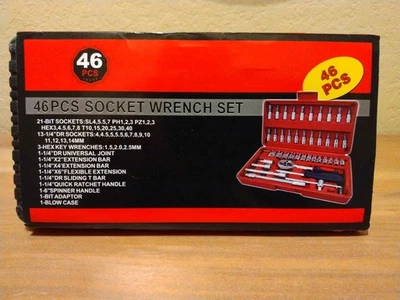 46
PCS
46
PCS
46PCS SOCKET WRENCH SET
21-BIT SOCKETS:SL4,5.5,7 PH1,2,3 PZ1,2,3
HEX3,4,5,6,7,8 T10,15,20,25,30,40
13-1/4"DR SOCKETS:4,4.5,5,5.5,6,7,8,9,10
11,12,13,14MM
3-HEX KEY WRENCHES:1.5,2.0,2.5MM
1-1/4"DR UNIVERSAL JOINT
1-1/4"X2"EXTENSION BAR
1-1/4"X4"EXTENSION BAR
1-1/4"X6"FLEXIBLE EXTENSION
1-1/4"DR SLIDING T BAR
1-1/4"QUICK RATCHET HANDLE
1-6"SPINNER HANDLE
1-BIT ADAPTOR
1-BLOW CASE